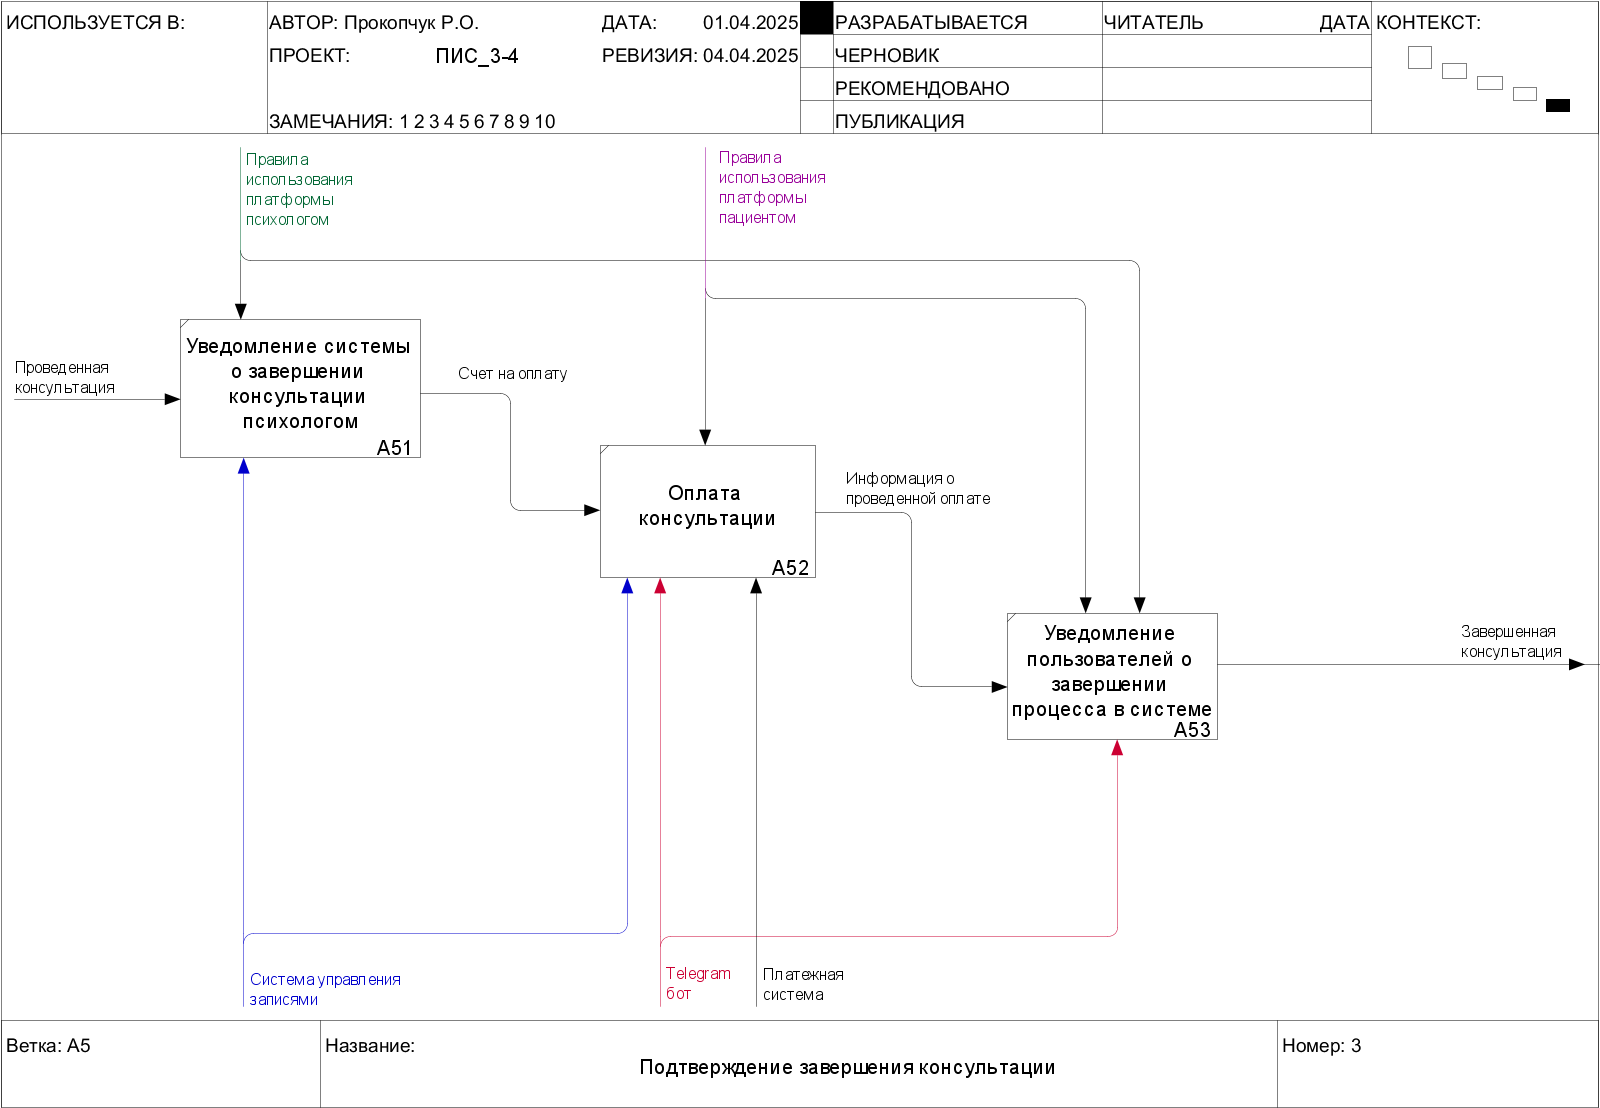 ИСПОЛЬЗУЕТСЯ В:
АВТОР: Прокопчук Р.О.
ДАТА: 01.04.2025
РАЗРАБАТЫВАЕТСЯ
ЧИТАТЕЛЬ
ДАТА
КОНТЕКСТ:
ПРОЕКТ: ПИС_3-4
РЕВИЗИЯ: 04.04.2025
ЧЕРНОВИК
РЕКОМЕНДОВАНО
ЗАМЕЧАНИЯ: 1 2 3 4 5 6 7 8 9 10
ПУБЛИКАЦИЯ
Правила
использования
платформы
психологом
Правила
использования
платформы
пациентом
Проведенная
консультация
Уведомление системы
о завершении
консультации
психологом
A51
Счет на оплату
Оплата
консультации
A52
Информация о
проведенной оплате
Уведомление
пользователей о
завершении
процесса в системе
A53
Завершенная
консультация
Система управления
записями
Telegram
бот
Платежная
система
Ветка: A5
Название:
Подтверждение завершения консультации
Номер: 3